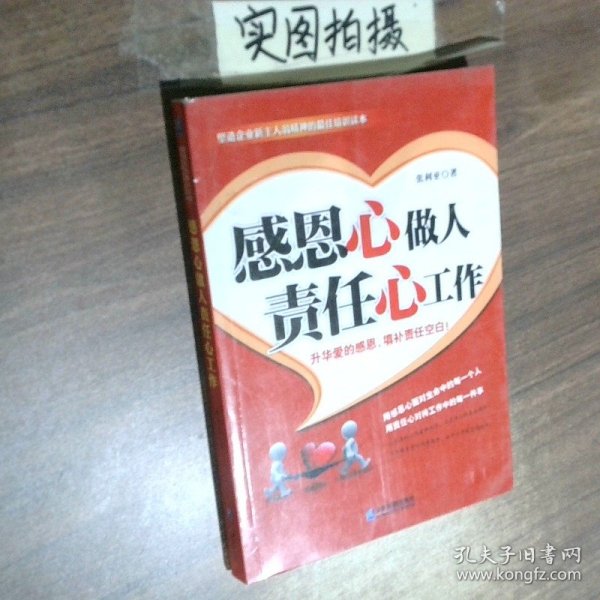 实图拍摄
塑造企业新主人翁精神的最佳培训读本
张利亚◎著
感恩心做人
责任心工作
升华爱的感恩、填补责任空白!
用感恩心面对生命中的每一个人
用责任心对待工作中的每一件事
感恩心做人责任心工作
孔夫子旧书网
www.kongfz.com